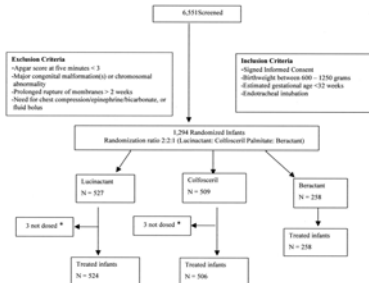 6,551Screened
Exclusion Criteria
- Apgar score at five minutes < 3
- Major congenital malformation(s) or chromosomal
abnormality
- Prolonged rupture of membranes > 2 weeks
- Need for chest compression/epinephrine/bicarbonate, or
fluid bolus
Inclusion Criteria
- Signed Informed Consent
- Birthweight between 600 – 1250 grams
- Estimated gestational age <32 weeks
- Endotracheal intubation
1,294 Randomized Infants
Randomization ratio 2:2:1 (Lucinactant: Colfosceril Palmitate: Beractant)
Lucinactant
N = 527
Colfosceril
N = 509
Beractant
N = 258
3 not dosed *
3 not dosed *
Treated infants
N = 258
Treated infants
N = 524
Treated infants
N = 506